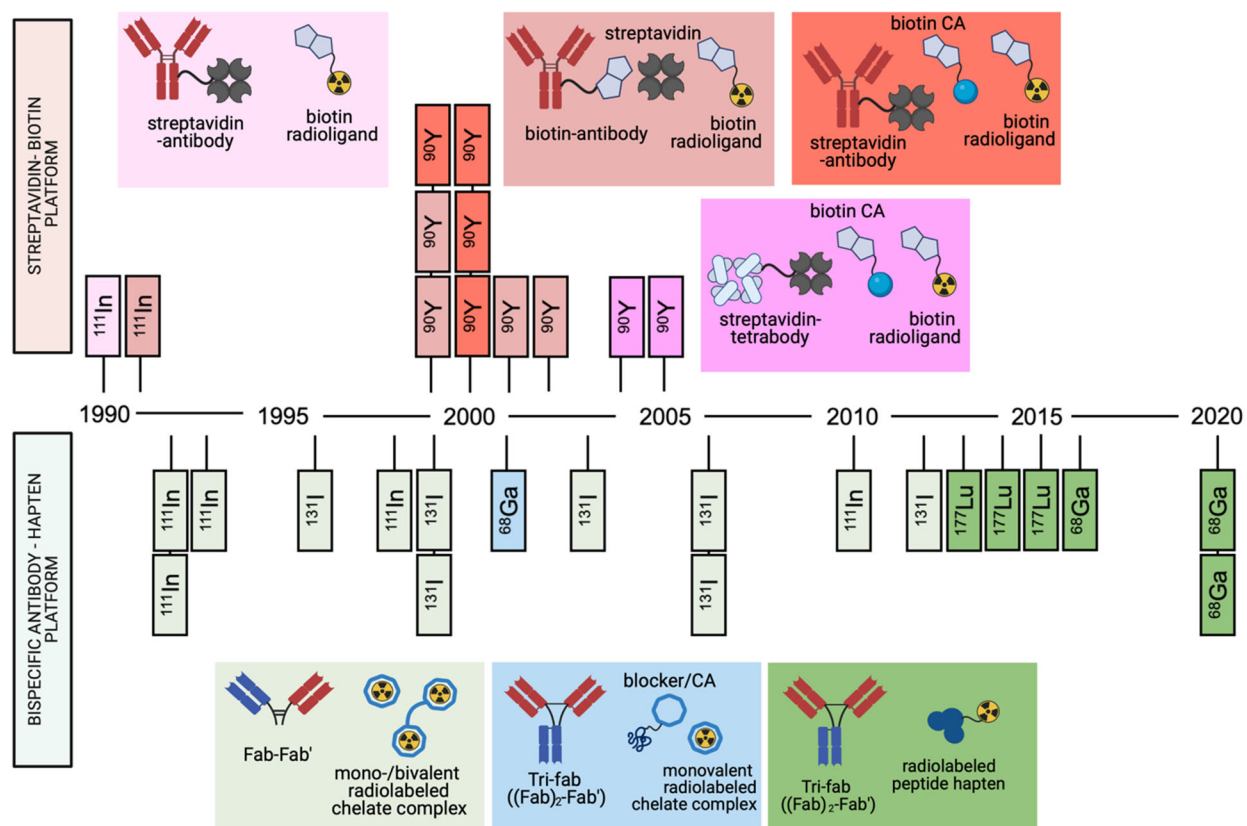 STREPTAVIDIN- BIOTIN
PLATFORM
streptavidin
-antibody
biotin
radioligand
streptavidin
biotin-antibody
biotin
radioligand
biotin CA
streptavidin
-antibody
biotin
radioligand
biotin CA
streptavidin-
tetrabody
biotin
radioligand
⁹⁰Y
⁹⁰Y
⁹⁰Y
⁹⁰Y
¹¹¹In
¹¹¹In
⁹⁰Y
⁹⁰Y
⁹⁰Y
⁹⁰Y
⁹⁰Y
⁹⁰Y
1990
1995
2000
2005
2010
2015
2020
BISPECIFIC ANTIBODY - HAPTEN
PLATFORM
¹¹¹In
¹¹¹In
¹³¹I
¹¹¹In
¹³¹I
⁶⁸Ga
¹³¹I
¹³¹I
¹¹¹In
¹³¹I
¹⁷⁷Lu
¹⁷⁷Lu
¹⁷⁷Lu
⁶⁸Ga
⁶⁸Ga
¹¹¹In
¹³¹I
¹³¹I
⁶⁸Ga
Fab-Fab'
mono-/bivalent
radiolabeled
chelate complex
blocker/CA
Tri-fab
((Fab)₂-Fab')
monovalent
radiolabeled
chelate complex
Tri-fab
((Fab)₂-Fab')
radiolabeled
peptide hapten